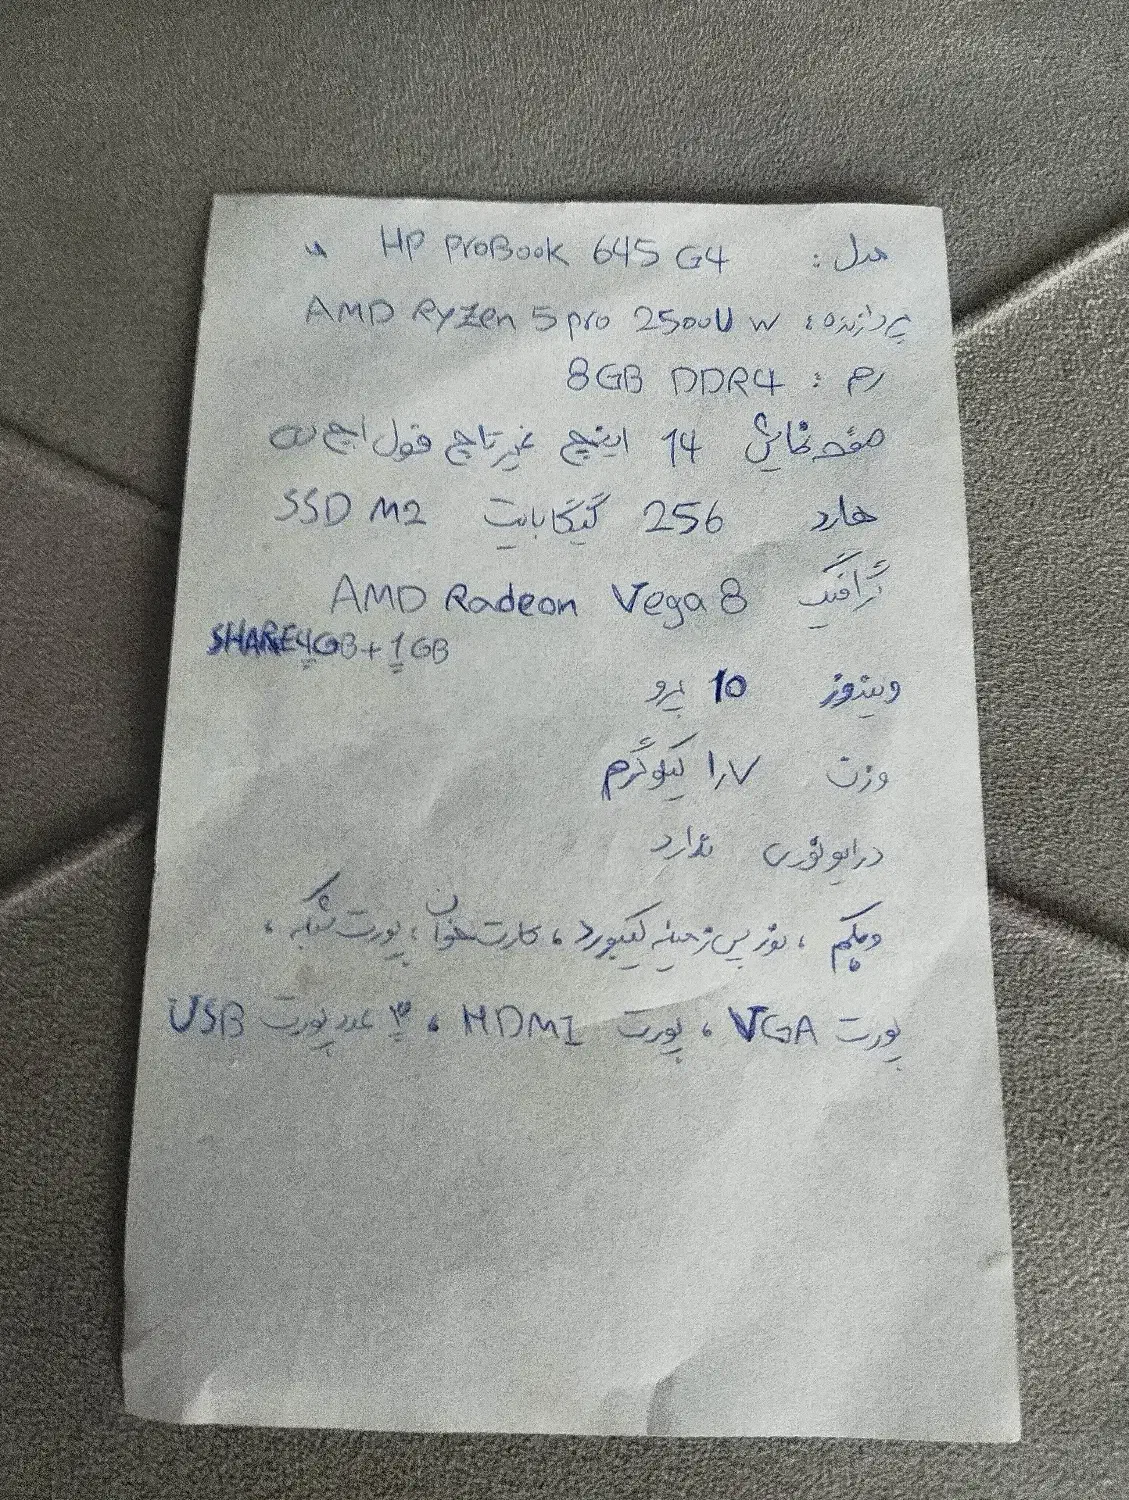 مدل : HP ProBook 645 G4
پردازنده : AMD Ryzen 5 pro 2500U w
رم : 8GB DDR4
صفحه نمایش 14 اینچ غیر تاچ فول اچ دی
هارد 256 گیگابایت SSD M2
گرافیک AMD Radeon Vega 8
SHARE4GB+1GB
ویندوز 10 پرو
وزن ۱٫۷ کیلوگرم
درایو نوری ندارد
وبکم ، نور پس زمینه کیبورد ، کارت خوان ، پورت شبکه ،
پورت VGA ، پورت HDMI ، ۳ عدد پورت USB